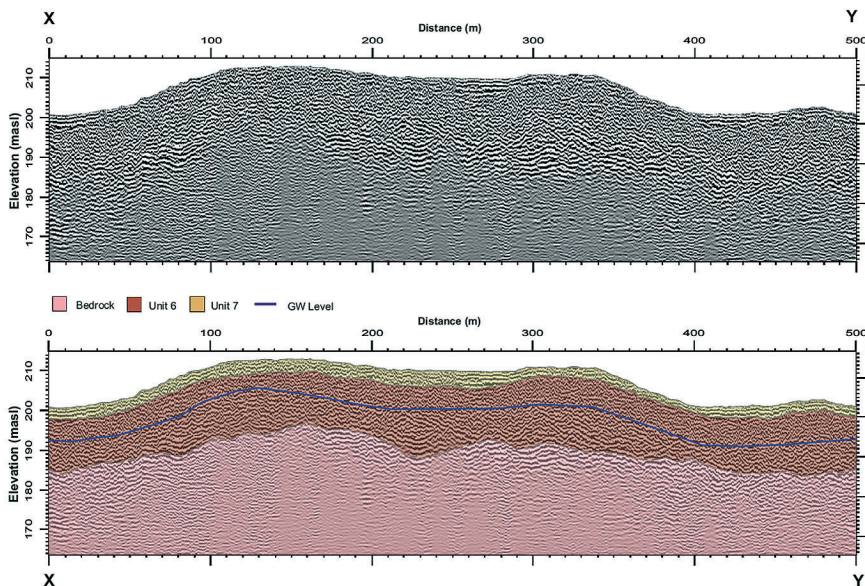 X Y
Distance (m)
0 100 200 300 400 500
Elevation (masl)
210
200
190
180
170
Bedrock Unit 6 Unit 7 GW Level
Distance (m)
0 100 200 300 400 500
Elevation (masl)
210
200
190
180
170
X Y